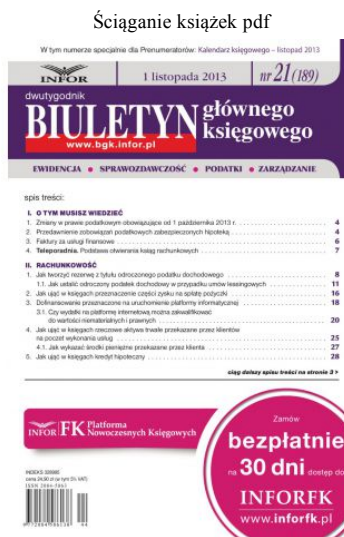 Ściąganie książek pdf
W tym numerze specjalnie dla Prenumeratorów: Kalendarz księgowego – listopad 2013
INFOR
1 listopada 2013
nr 21(189)
dwutygodnik
BIULETYN głównego księgowego
www.bgk.infor.pl
EWIDENCJA ● SPRAWOZDAWCZOŚĆ ● PODATKI ● ZARZĄDZANIE
spis treści:
I. O TYM MUSISZ WIEDZIEĆ
1. Zmiany w prawie podatkowym obowiązujące od 1 października 2013 r. 4
2. Przedawnienie zobowiązań podatkowych zabezpieczonych hipoteką 4
3. Faktury za usługi finansowe 6
4. Teleporadnia. Podstawa otwierania ksiąg rachunkowych 7
II. RACHUNKOWOŚĆ
1. Jak tworzyć rezerwę z tytułu odroczonego podatku dochodowego 8
1.1. Jak ustalić odroczony podatek dochodowy w przypadku umów leasingowych 11
2. Jak ująć w księgach przeznaczenie części zysku na spłatę pożyczki 16
3. Dofinansowanie przeznaczone na uruchomienie platformy informatycznej 18
3.1. Czy wydatki na platformę internetową można zakwalifikować
do wartości niematerialnych i prawnych 20
4. Jak ująć w księgach rzeczowe aktywa trwałe przekazane przez klientów
na poczet wykonania usług 25
4.1. Jak wykazać środki pieniężne przekazane przez klienta 27
5. Jak ująć w księgach kredyt hipoteczny 28
ciąg dalszy spisu treści na stronie 3 >
INFOR FK Platforma Nowoczesnych Księgowych
Zamów
bezpłatnie
na 30 dni dostęp do
INFORFK
www.inforfk.pl